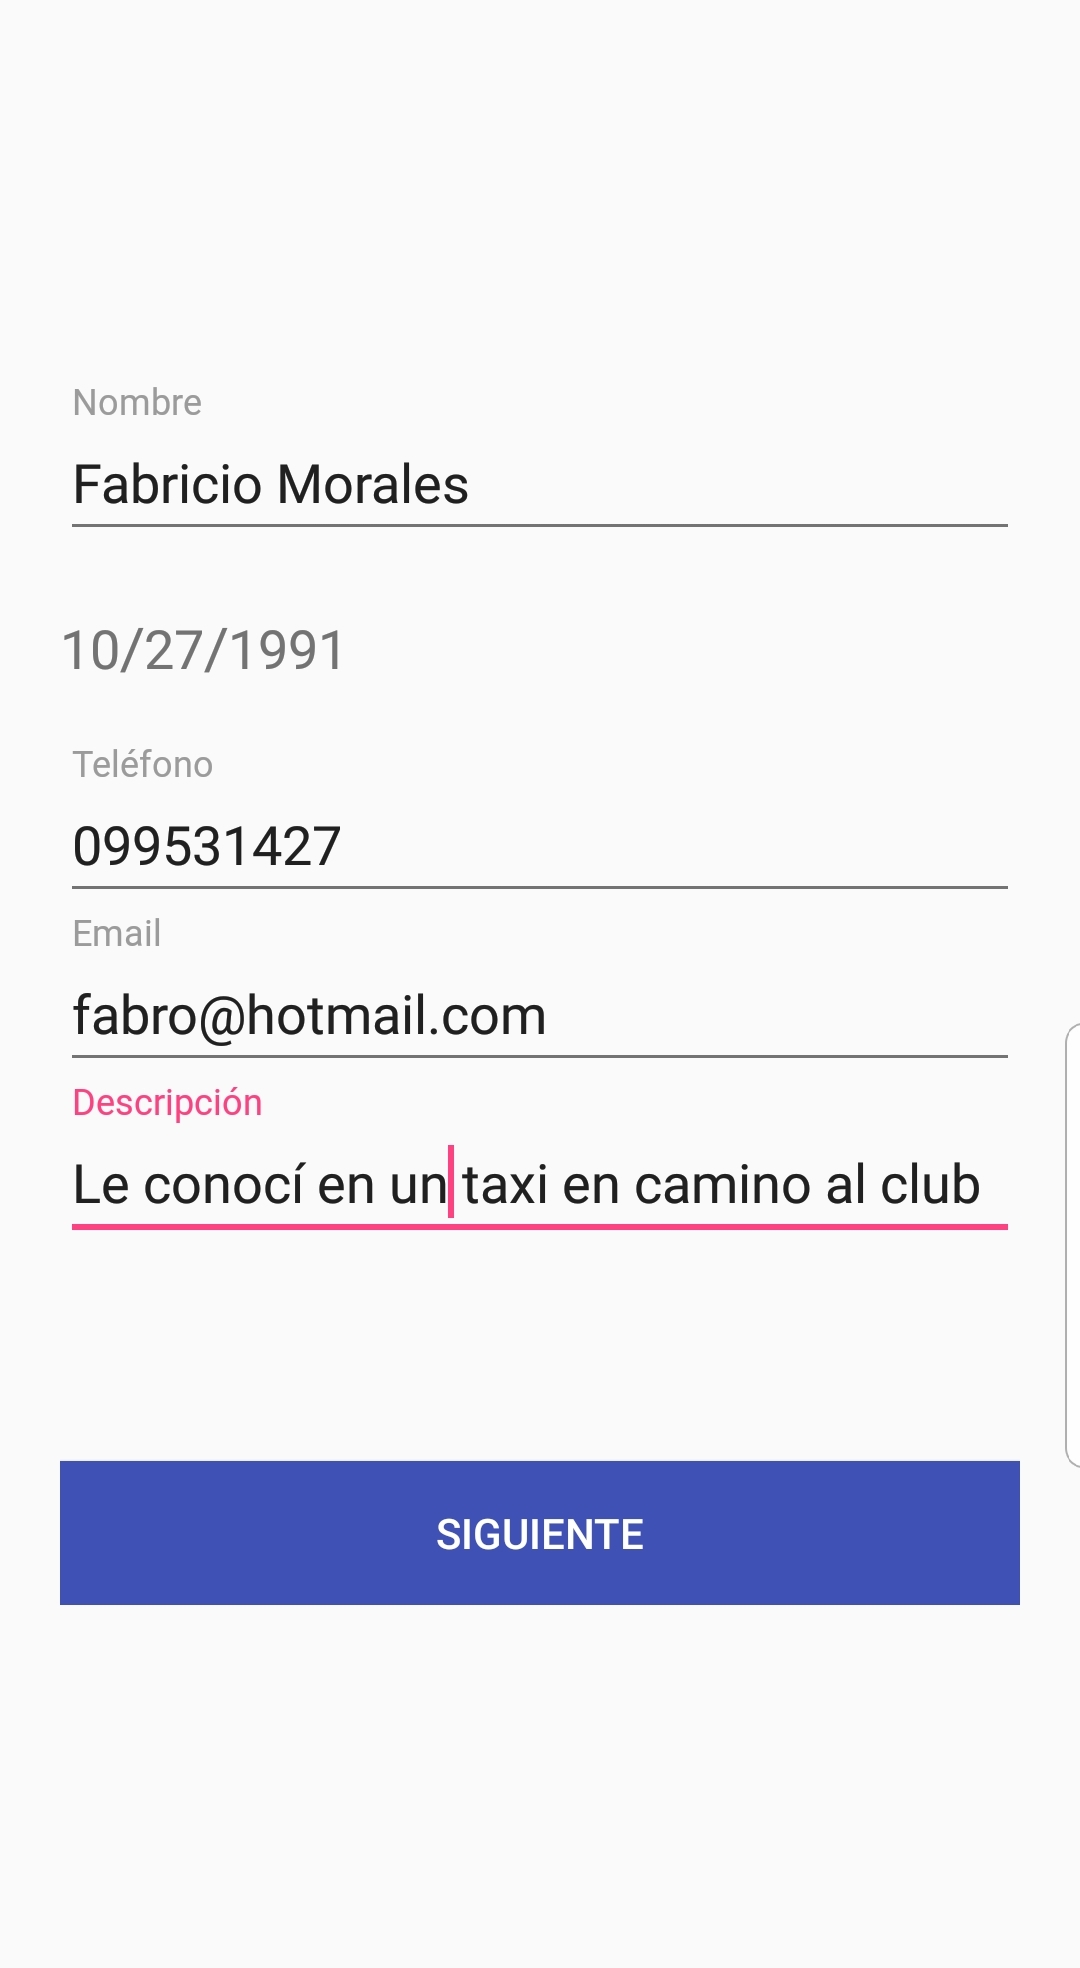 Nombre
Fabricio Morales
10/27/1991
Teléfono
099531427
Email
fabro@hotmail.com
Descripción
Le conocí en un taxi en camino al club
SIGUIENTE